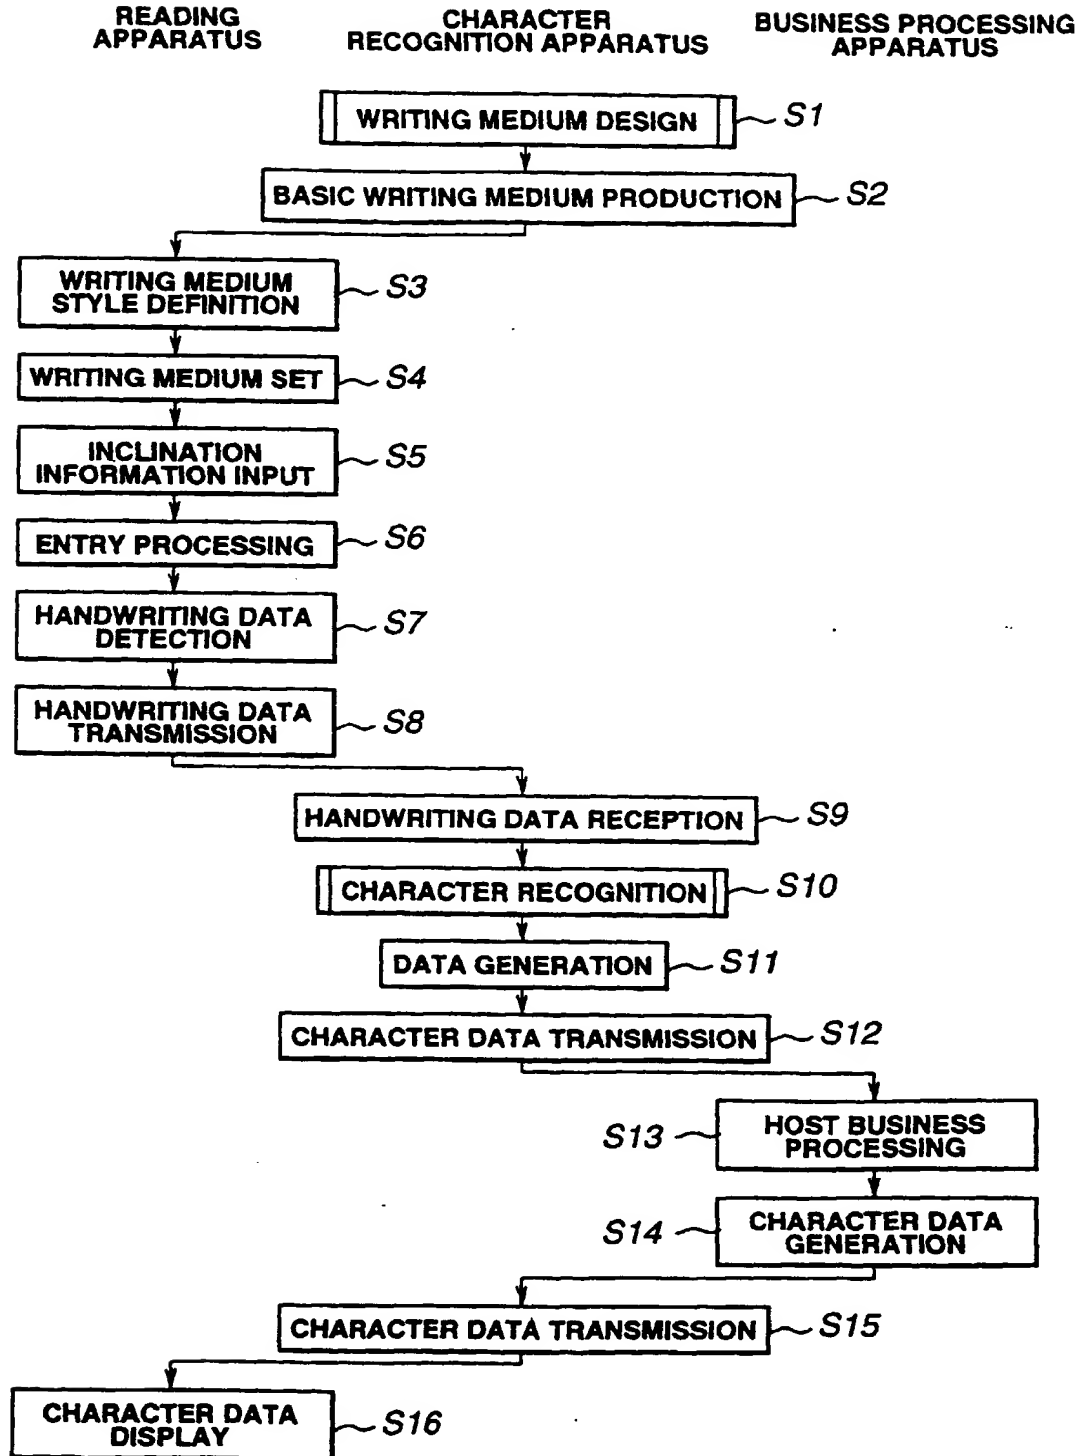 READING
APPARATUS
CHARACTER
RECOGNITION APPARATUS
BUSINESS PROCESSING
APPARATUS
WRITING MEDIUM DESIGN
S1
BASIC WRITING MEDIUM PRODUCTION
S2
WRITING MEDIUM
STYLE DEFINITION
S3
WRITING MEDIUM SET
S4
INCLINATION
INFORMATION INPUT
S5
ENTRY PROCESSING
S6
HANDWRITING DATA
DETECTION
S7
HANDWRITING DATA
TRANSMISSION
S8
HANDWRITING DATA RECEPTION
S9
CHARACTER RECOGNITION
S10
DATA GENERATION
S11
CHARACTER DATA TRANSMISSION
S12
S13
HOST BUSINESS
PROCESSING
S14
CHARACTER DATA
GENERATION
CHARACTER DATA TRANSMISSION
S15
CHARACTER DATA
DISPLAY
S16